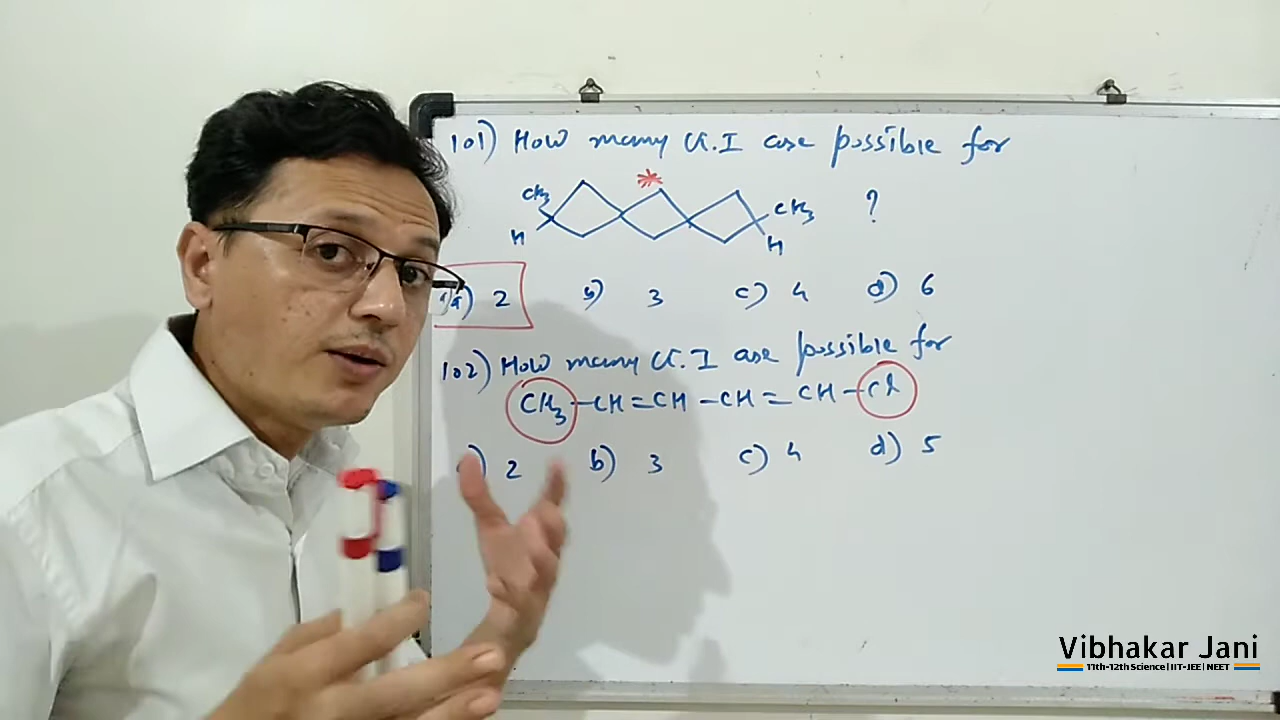 101) How many G.I are possible for
CH3 CH3 ?
H H
a) 2 b) 3 c) 4 d) 6
102) How many G.I are possible for
CH3-CH=CH-CH=CH-Cl
a) 2 b) 3 c) 4 d) 5
Vibhakar Jani
11th-12th Science | IIT-JEE | NEET